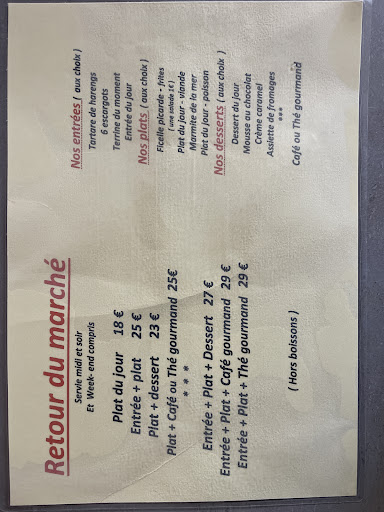 Retour du marché
Servie midi et soir
Et Week- end compris
Plat du jour 18 €
Entrée + plat 25 €
Plat + dessert 23 €
Plat + Café ou Thé gourmand 25€
* * *
Entrée + Plat + Dessert 27 €
Entrée + Plat + Café gourmand 29 €
Entrée + Plat + Thé gourmand 29 €
( Hors boissons )
Nos entrées ( aux choix )
Tartare de harengs
6 escargots
Terrine du moment
Entrée du jour
Nos plats ( aux choix )
Ficelle picarde - frites
( une salade 1€ )
Plat du jour - viande
Marmite de la mer
Plat du jour - poisson
Nos desserts ( aux choix )
Dessert du jour
Mousse au chocolat
Crème caramel
Assiette de fromages
***
Café ou Thé gourmand